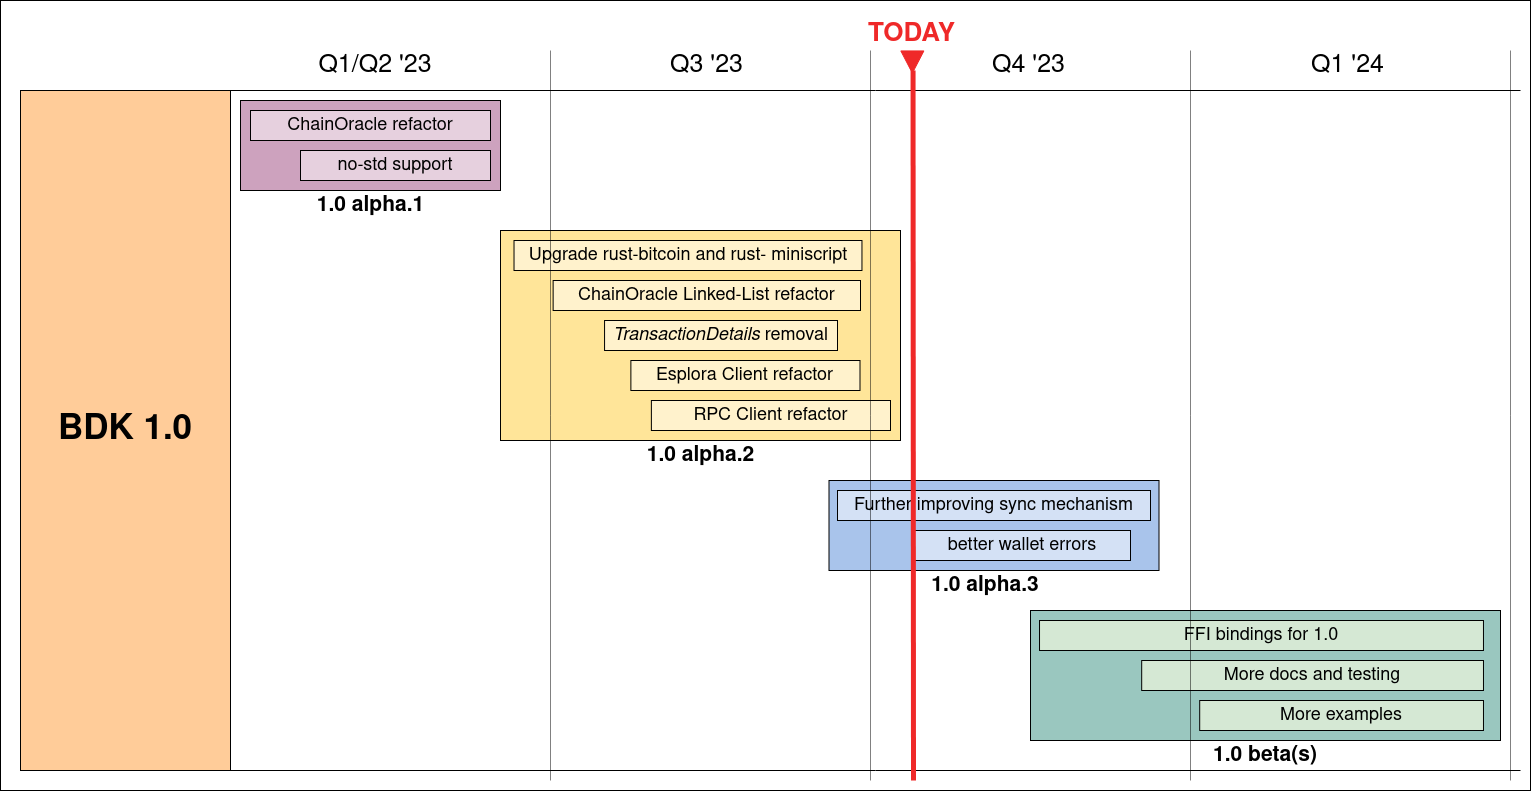 TODAY
Q1/Q2 '23
Q3 '23
Q4 '23
Q1 '24
BDK 1.0
ChainOracle refactor
no-std support
1.0 alpha.1
Upgrade rust-bitcoin and rust- miniscript
ChainOracle Linked-List refactor
TransactionDetails removal
Esplora Client refactor
RPC Client refactor
1.0 alpha.2
Further improving sync mechanism
better wallet errors
1.0 alpha.3
FFI bindings for 1.0
More docs and testing
More examples
1.0 beta(s)